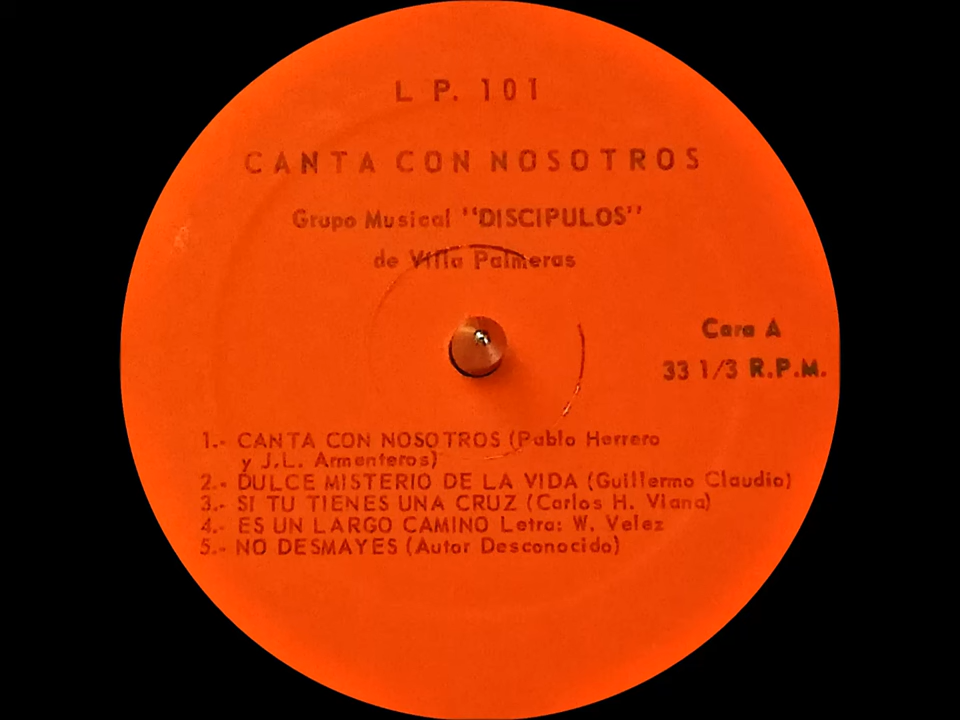 L P. 101
CANTA CON NOSOTROS
Grupo Musical "DISCIPULOS"
de Villa Palmeras
Cara A
33 1/3 R.P.M.
1.- CANTA CON NOSOTROS (Pablo Herrero
y J.L. Armenteros)
2.- DULCE MISTERIO DE LA VIDA (Guillermo Claudio)
3.- SI TU TIENES UNA CRUZ (Carlos H. Viana)
4.- ES UN LARGO CAMINO Letra: W. Velez
5.- NO DESMAYES (Autor Desconocido)